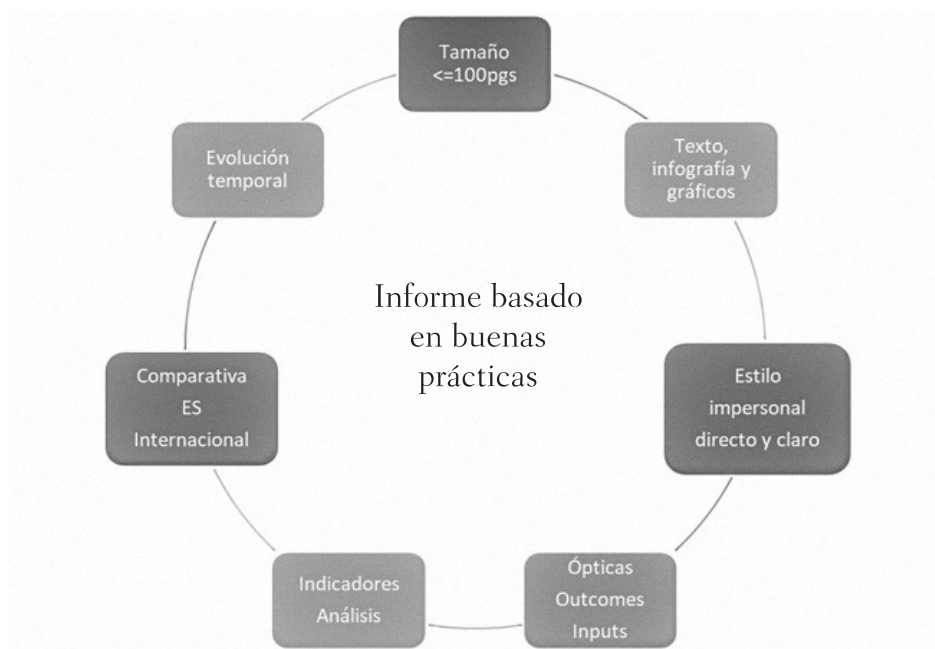 Tamaño
<=100pgs
Texto,
infografía y
gráficos
Estilo
impersonal
directo y claro
Ópticas
Outcomes
Inputs
Indicadores
Análisis
Comparativa
ES
Internacional
Evolución
temporal
Informe basado
en buenas
prácticas